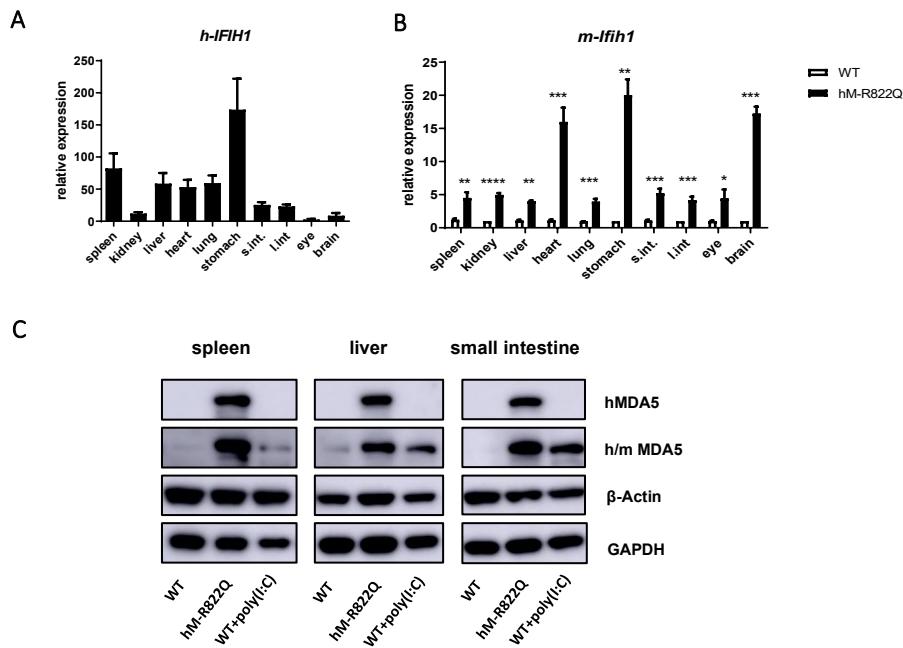 A
h-IFIH1
relative expression
250
200
150
100
50
0
spleen
kidney
liver
heart
lung
stomach
s.int.
l.int
eye
brain
B
m-Ifih1
relative expression
25
20
15
10
5
0
**
****
**
***
***
**
***
***
*
***
spleen
kidney
liver
heart
lung
stomach
s.int.
l.int
eye
brain
WT
hM-R822Q
C
spleen
liver
small intestine
hMDA5
h/m MDA5
β-Actin
GAPDH
WT
hM-R822Q
WT+poly(I:C)
WT
hM-R822Q
WT+poly(I:C)
WT
hM-R822Q
WT+poly(I:C)